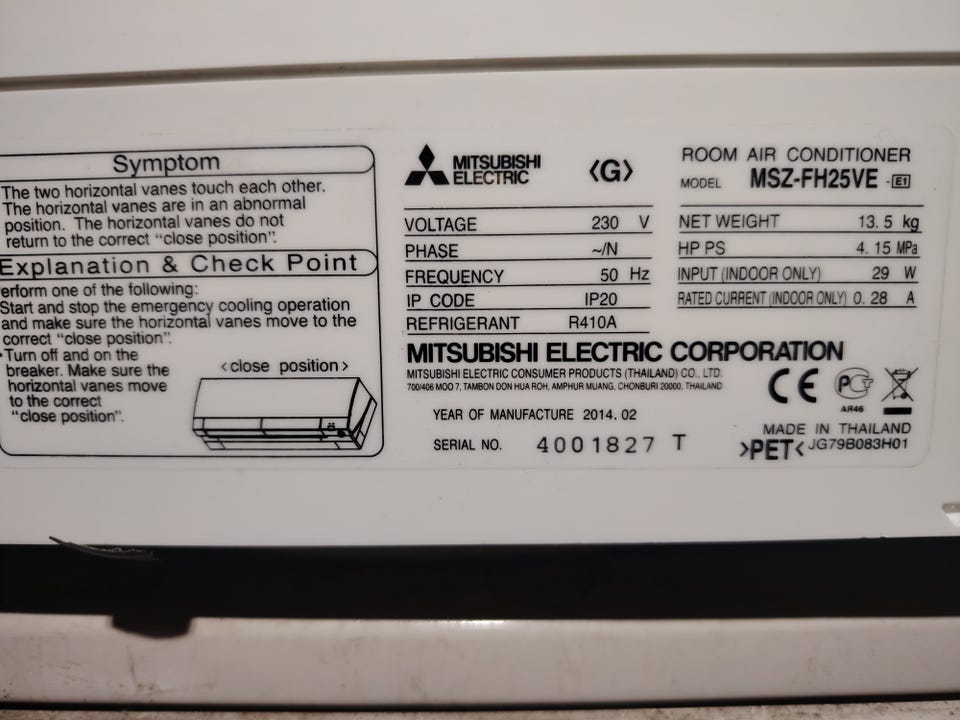 Symptom
The two horizontal vanes touch each other.
The horizontal vanes are in an abnormal
position. The horizontal vanes do not
return to the correct "close position".
Explanation & Check Point
erform one of the following:
Start and stop the emergency cooling operation
and make sure the horizontal vanes move to the
correct "close position".
•Turn off and on the
breaker. Make sure the
horizontal vanes move
to the correct
"close position".
<close position>
MITSUBISHI
ELECTRIC
<G>
VOLTAGE 230 V
PHASE ~/N
FREQUENCY 50 Hz
IP CODE IP20
REFRIGERANT R410A
ROOM AIR CONDITIONER
MODEL MSZ-FH25VE -E1
NET WEIGHT 13.5 kg
HP PS 4.15 MPa
INPUT (INDOOR ONLY) 29 W
RATED CURRENT (INDOOR ONLY) 0.28 A
MITSUBISHI ELECTRIC CORPORATION
MITSUBISHI ELECTRIC CONSUMER PRODUCTS (THAILAND) CO., LTD.
700/406 MOO 7, TAMBON DON HUA ROH, AMPHUR MUANG, CHONBURI 20000, THAILAND
YEAR OF MANUFACTURE 2014.02
SERIAL NO. 4001827 T
CE
PCT
AR46
MADE IN THAILAND
>PET< JG79B083H01